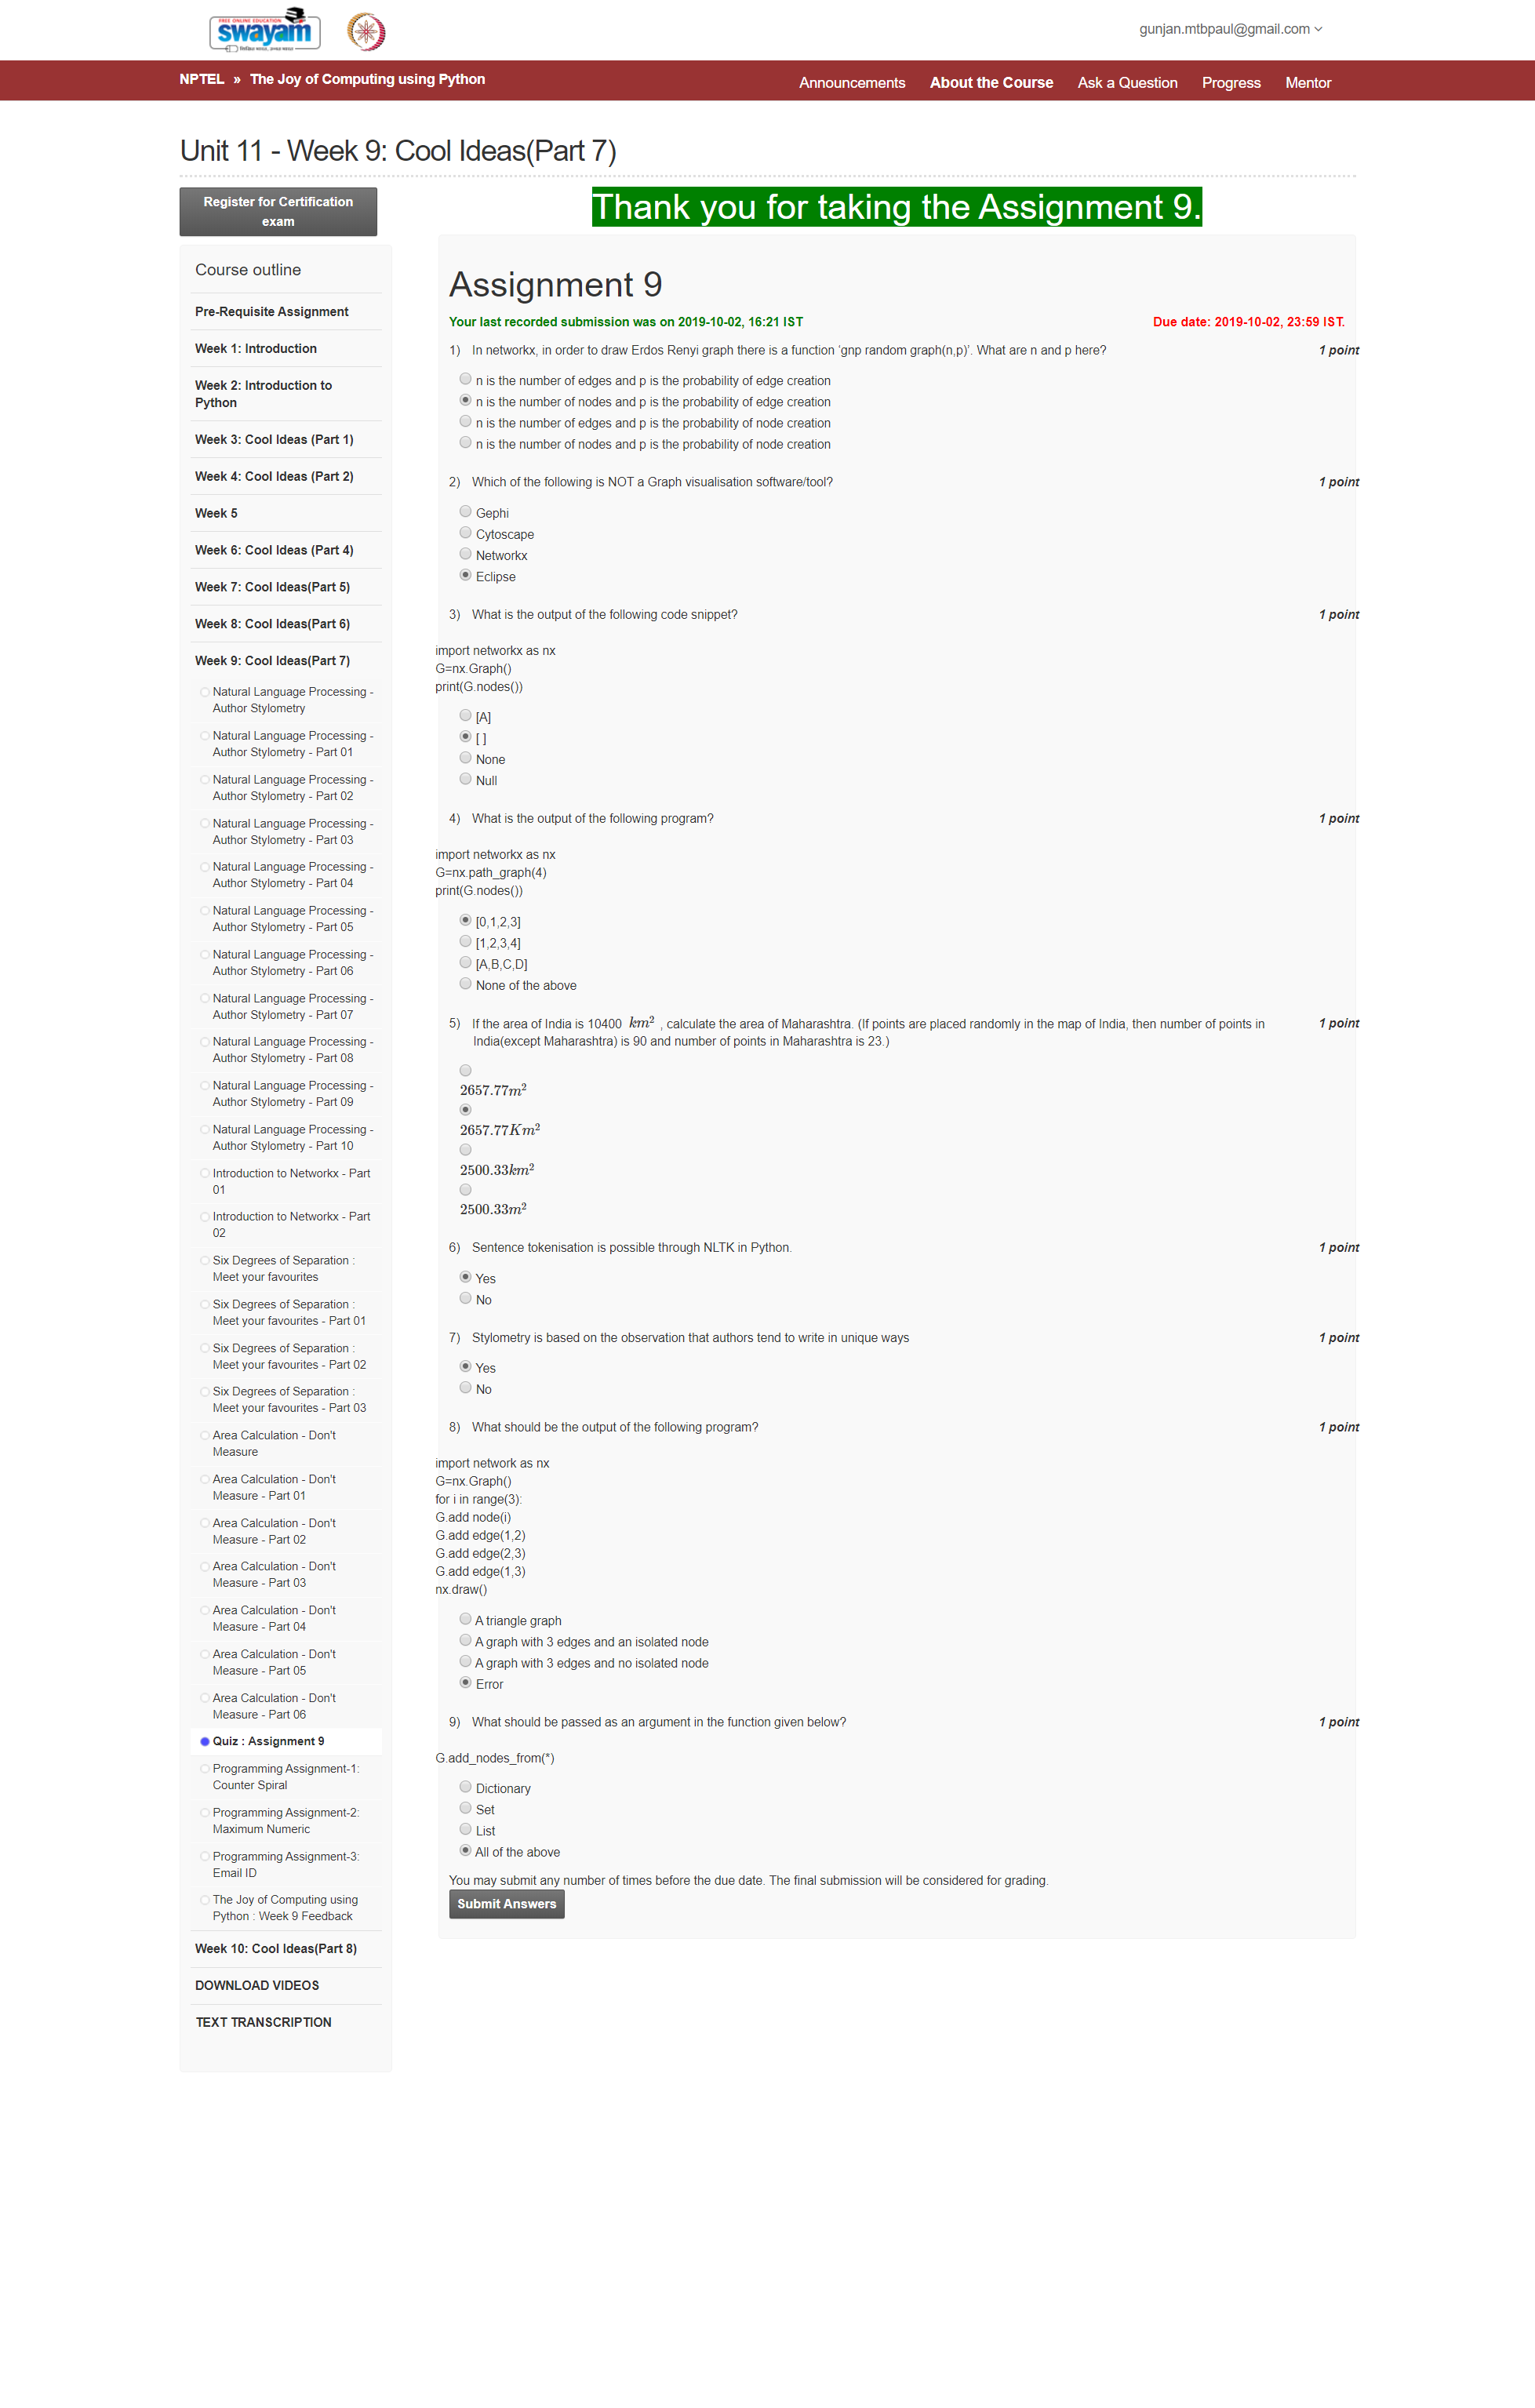 FREE ONLINE EDUCATION
swayam
शिक्षित भारत, उन्नत भारत
gunjan.mtbpaul@gmail.com
NPTEL » The Joy of Computing using Python
Announcements About the Course Ask a Question Progress Mentor
Unit 11 - Week 9: Cool Ideas(Part 7)
Register for Certification
exam
Course outline
Pre-Requisite Assignment
Week 1: Introduction
Week 2: Introduction to
Python
Week 3: Cool Ideas (Part 1)
Week 4: Cool Ideas (Part 2)
Week 5
Week 6: Cool Ideas (Part 4)
Week 7: Cool Ideas(Part 5)
Week 8: Cool Ideas(Part 6)
Week 9: Cool Ideas(Part 7)
Natural Language Processing -
Author Stylometry
Natural Language Processing -
Author Stylometry - Part 01
Natural Language Processing -
Author Stylometry - Part 02
Natural Language Processing -
Author Stylometry - Part 03
Natural Language Processing -
Author Stylometry - Part 04
Natural Language Processing -
Author Stylometry - Part 05
Natural Language Processing -
Author Stylometry - Part 06
Natural Language Processing -
Author Stylometry - Part 07
Natural Language Processing -
Author Stylometry - Part 08
Natural Language Processing -
Author Stylometry - Part 09
Natural Language Processing -
Author Stylometry - Part 10
Introduction to Networkx - Part
01
Introduction to Networkx - Part
02
Six Degrees of Separation :
Meet your favourites
Six Degrees of Separation :
Meet your favourites - Part 01
Six Degrees of Separation :
Meet your favourites - Part 02
Six Degrees of Separation :
Meet your favourites - Part 03
Area Calculation - Don't
Measure
Area Calculation - Don't
Measure - Part 01
Area Calculation - Don't
Measure - Part 02
Area Calculation - Don't
Measure - Part 03
Area Calculation - Don't
Measure - Part 04
Area Calculation - Don't
Measure - Part 05
Area Calculation - Don't
Measure - Part 06
Quiz : Assignment 9
Programming Assignment-1:
Counter Spiral
Programming Assignment-2:
Maximum Numeric
Programming Assignment-3:
Email ID
The Joy of Computing using
Python : Week 9 Feedback
Week 10: Cool Ideas(Part 8)
DOWNLOAD VIDEOS
TEXT TRANSCRIPTION
Thank you for taking the Assignment 9.
Assignment 9
Your last recorded submission was on 2019-10-02, 16:21 IST Due date: 2019-10-02, 23:59 IST.
1) In networkx, in order to draw Erdos Renyi graph there is a function 'gnp random graph(n,p)'. What are n and p here? 1 point
n is the number of edges and p is the probability of edge creation
n is the number of nodes and p is the probability of edge creation
n is the number of edges and p is the probability of node creation
n is the number of nodes and p is the probability of node creation
2) Which of the following is NOT a Graph visualisation software/tool? 1 point
Gephi
Cytoscape
Networkx
Eclipse
3) What is the output of the following code snippet? 1 point
import networkx as nx
G=nx.Graph()
print(G.nodes())
[A]
[ ]
None
Null
4) What is the output of the following program? 1 point
import networkx as nx
G=nx.path_graph(4)
print(G.nodes())
[0,1,2,3]
[1,2,3,4]
[A,B,C,D]
None of the above
5) If the area of India is 10400 km² , calculate the area of Maharashtra. (If points are placed randomly in the map of India, then number of points in 1 point
India(except Maharashtra) is 90 and number of points in Maharashtra is 23.)
2657.77m²
2657.77Km²
2500.33km²
2500.33m²
6) Sentence tokenisation is possible through NLTK in Python. 1 point
Yes
No
7) Stylometry is based on the observation that authors tend to write in unique ways 1 point
Yes
No
8) What should be the output of the following program? 1 point
import network as nx
G=nx.Graph()
for i in range(3):
G.add node(i)
G.add edge(1,2)
G.add edge(2,3)
G.add edge(1,3)
nx.draw()
A triangle graph
A graph with 3 edges and an isolated node
A graph with 3 edges and no isolated node
Error
9) What should be passed as an argument in the function given below? 1 point
G.add_nodes_from(*)
Dictionary
Set
List
All of the above
You may submit any number of times before the due date. The final submission will be considered for grading.
Submit Answers